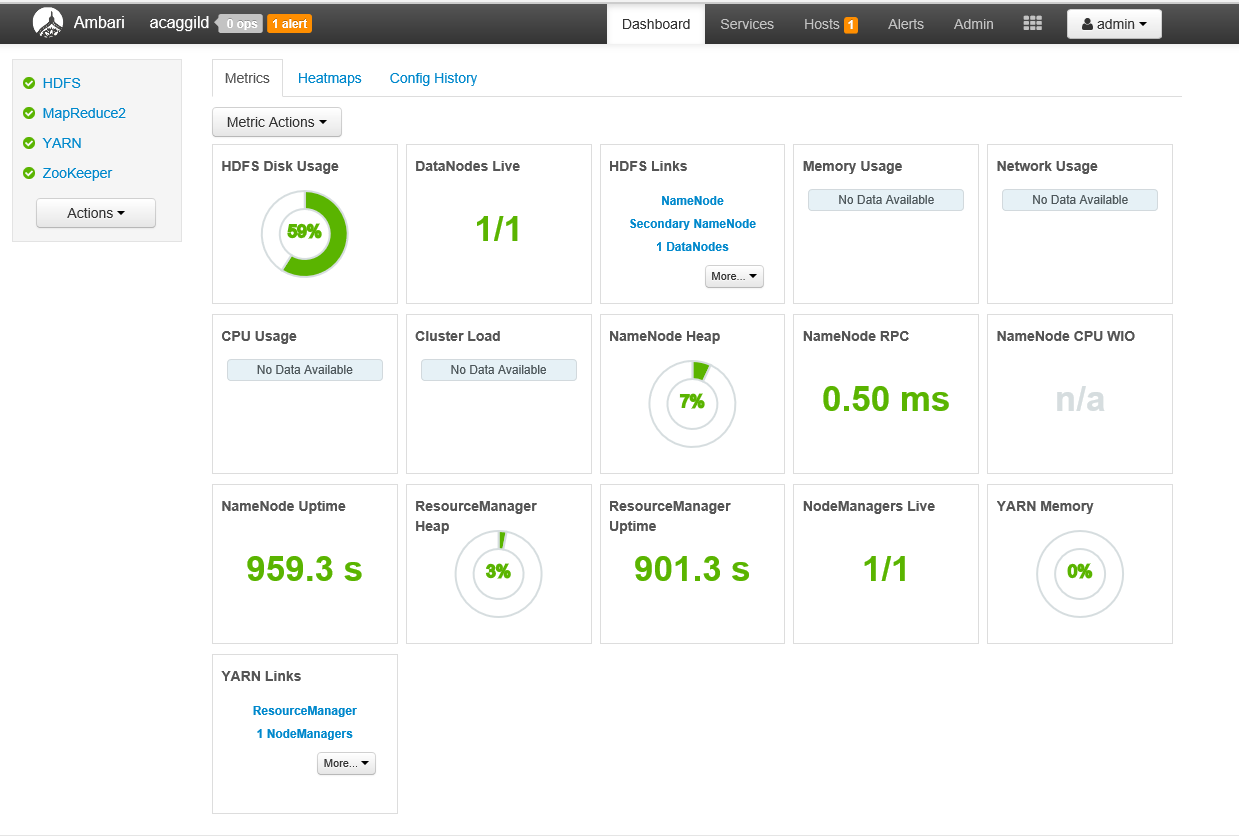 Ambari acaggild 0 ops 1 alert Dashboard Services Hosts 1 Alerts Admin admin
HDFS
MapReduce2
YARN
ZooKeeper
Actions
Metrics Heatmaps Config History
Metric Actions
HDFS Disk Usage
59%
DataNodes Live
1/1
HDFS Links
NameNode
Secondary NameNode
1 DataNodes
More...
Memory Usage
No Data Available
Network Usage
No Data Available
CPU Usage
No Data Available
Cluster Load
No Data Available
NameNode Heap
7%
NameNode RPC
0.50 ms
NameNode CPU WIO
n/a
NameNode Uptime
959.3 s
ResourceManager
Heap
3%
ResourceManager
Uptime
901.3 s
NodeManagers Live
1/1
YARN Memory
0%
YARN Links
ResourceManager
1 NodeManagers
More...